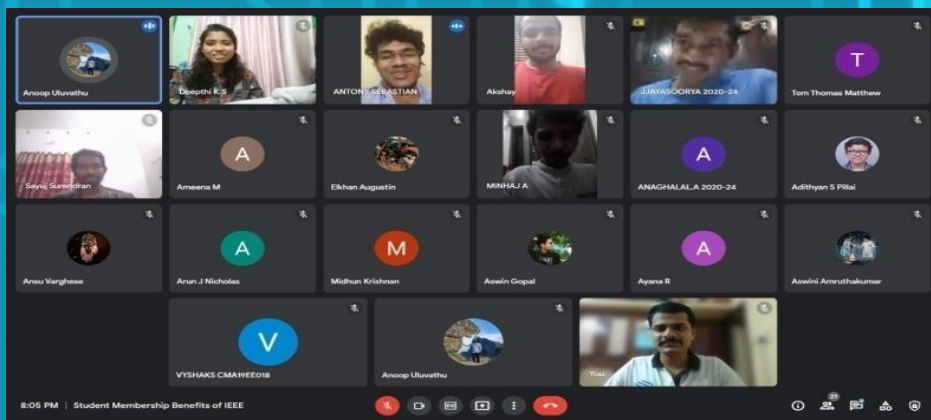 Anoop Uluvathu
Deepthi K.S
ANTONY SEBASTIAN
Akshay
JJAYASOORYA 2020-24
T
Tom Thomas Matthew
Sayuj Surendran
A
Ameena M
Elkhan Augustin
MINHAJ.A
A
ANAGHALAL.A 2020-24
Adithyan S Pillai
Ansu Varghese
A
Arun J Nicholas
M
Midhun Krishnan
Aswin Gopal
A
Ayana R
Aswini Amruthakumar
V
VYSHAKS CMA19EE018
Anoop Uluvathu
You
8:05 PM | Student Membership Benefits of IEEE
21